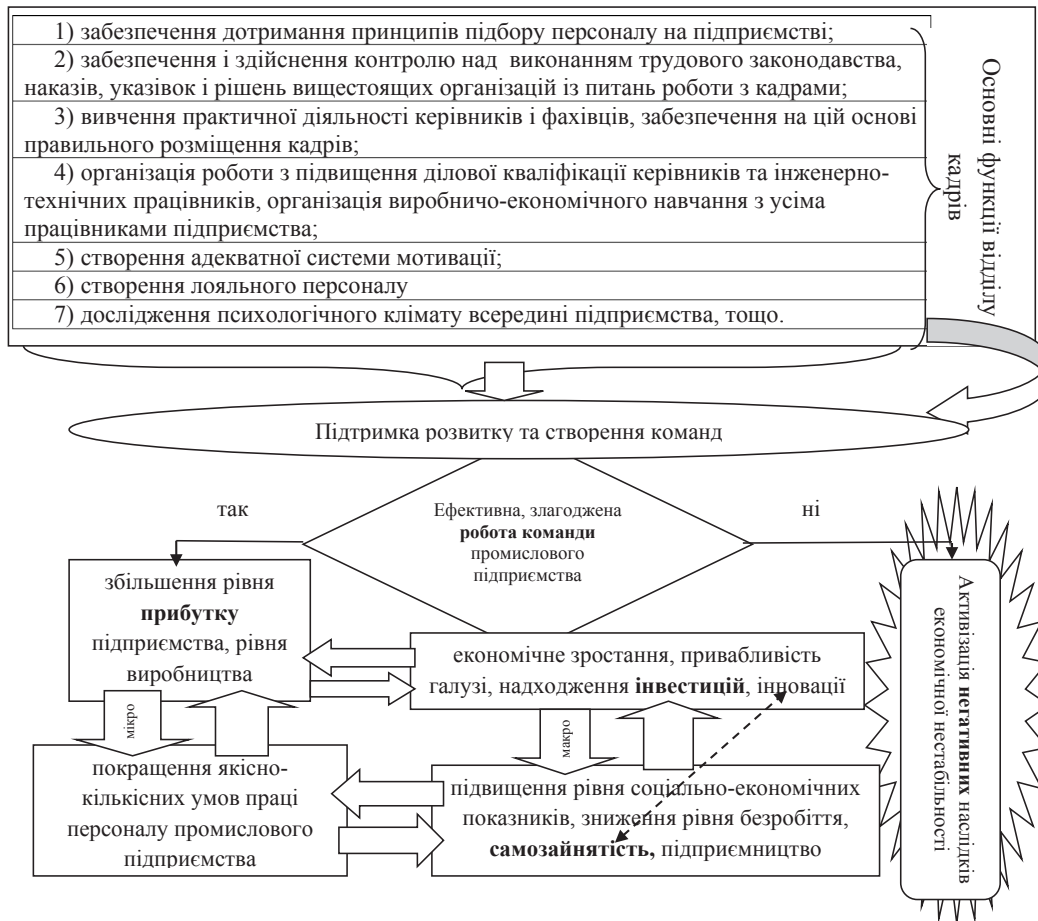 1) забезпечення дотримання принципів підбору персоналу на підприємстві;
2) забезпечення і здійснення контролю над виконанням трудового законодавства,
наказів, указівок і рішень вищестоящих організацій із питань роботи з кадрами;
3) вивчення практичної діяльності керівників і фахівців, забезпечення на цій основі
правильного розміщення кадрів;
4) організація роботи з підвищення ділової кваліфікації керівників та інженерно-
технічних працівників, організація виробничо-економічного навчання з усіма
працівниками підприємства;
5) створення адекватної системи мотивації;
6) створення лояльного персоналу
7) дослідження психологічного клімату всередині підприємства, тощо.
Основні функції відділу
кадрів
Підтримка розвитку та створення команд
так
Ефективна, злагоджена
робота команди
промислового
підприємства
ні
збільшення рівня
прибутку
підприємства, рівня
виробництва
економічне зростання, привабливість
галузі, надходження інвестицій, інновації
мікро
макро
покращення якісно-
кількісних умов праці
персоналу промислового
підприємства
підвищення рівня соціально-економічних
показників, зниження рівня безробіття,
самозайнятість, підприємництво
Активізація негативних наслідків
економічної нестабільності